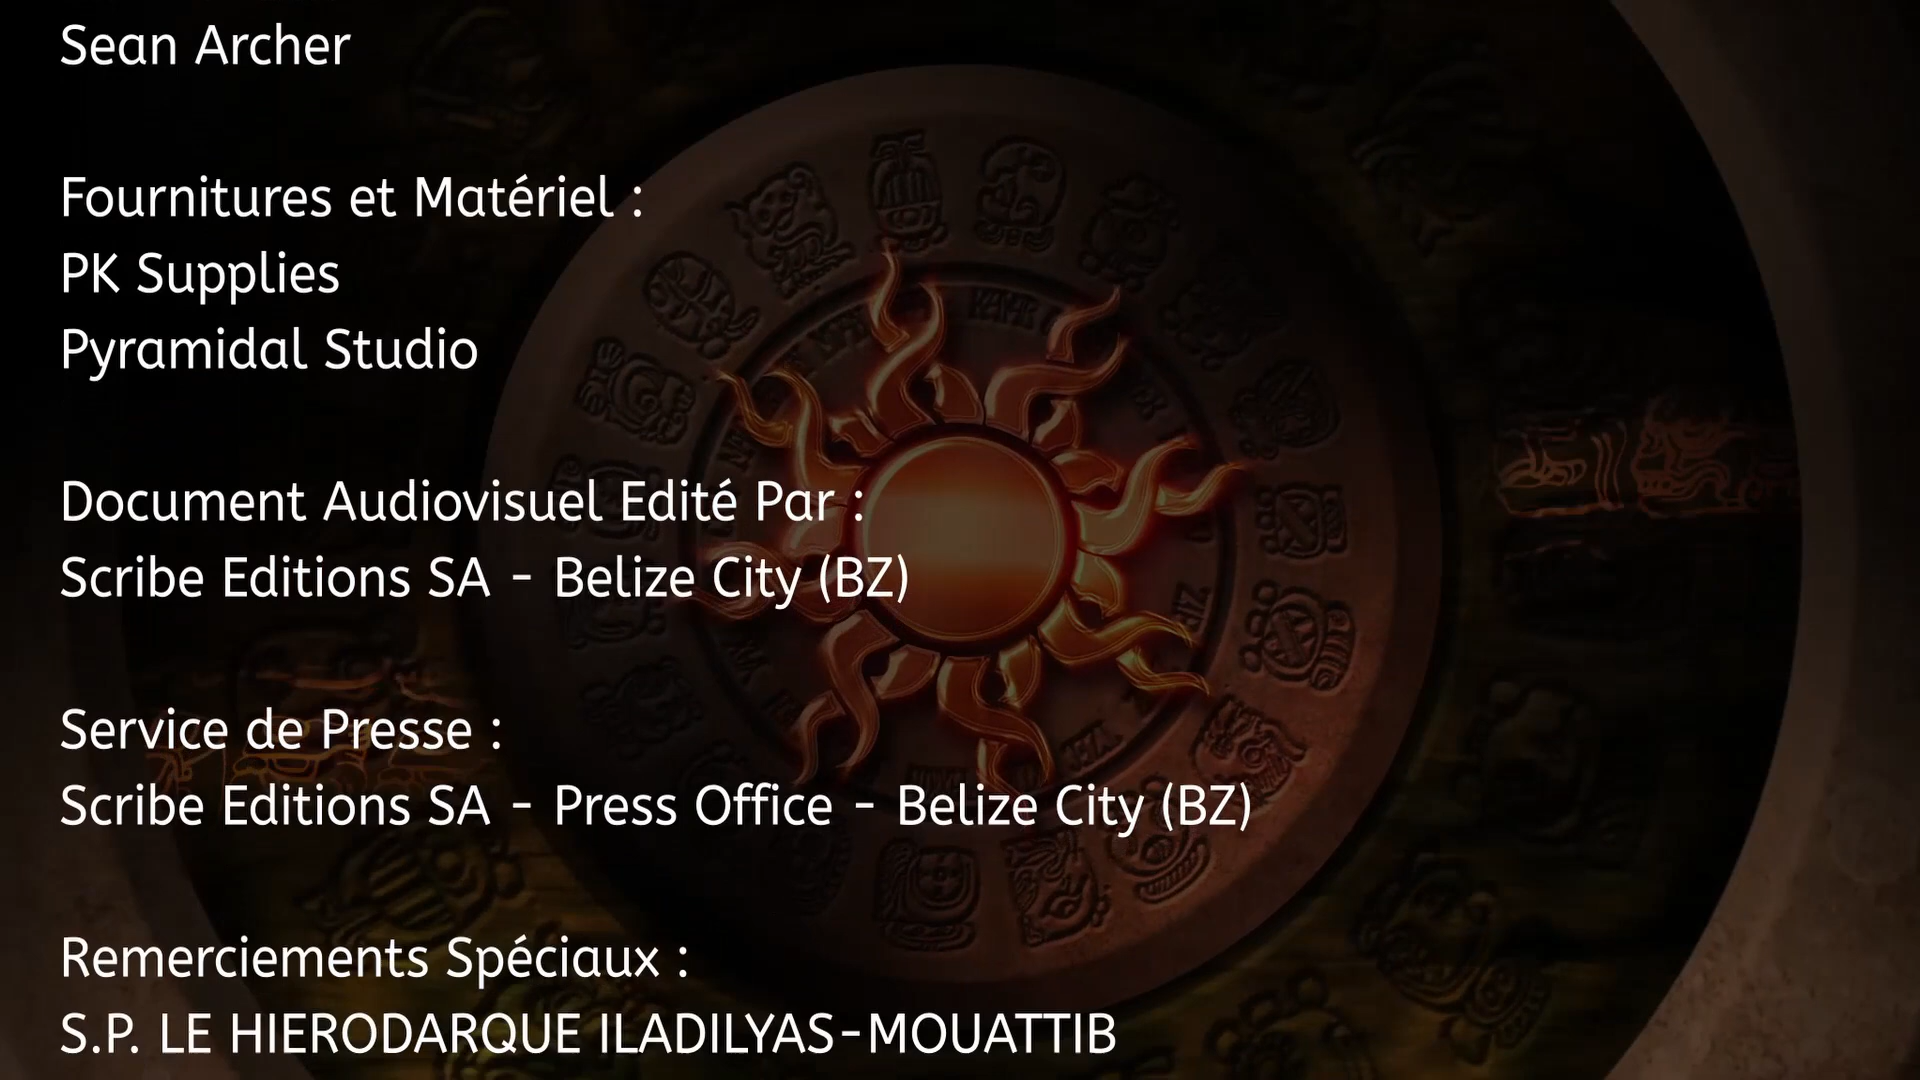 Sean Archer
Fournitures et Matériel :
PK Supplies
Pyramidal Studio
Document Audiovisuel Edité Par :
Scribe Editions SA - Belize City (BZ)
Service de Presse :
Scribe Editions SA - Press Office - Belize City (BZ)
Remerciements Spéciaux :
S.P. LE HIERODARQUE ILADILYAS-MOUATTIB